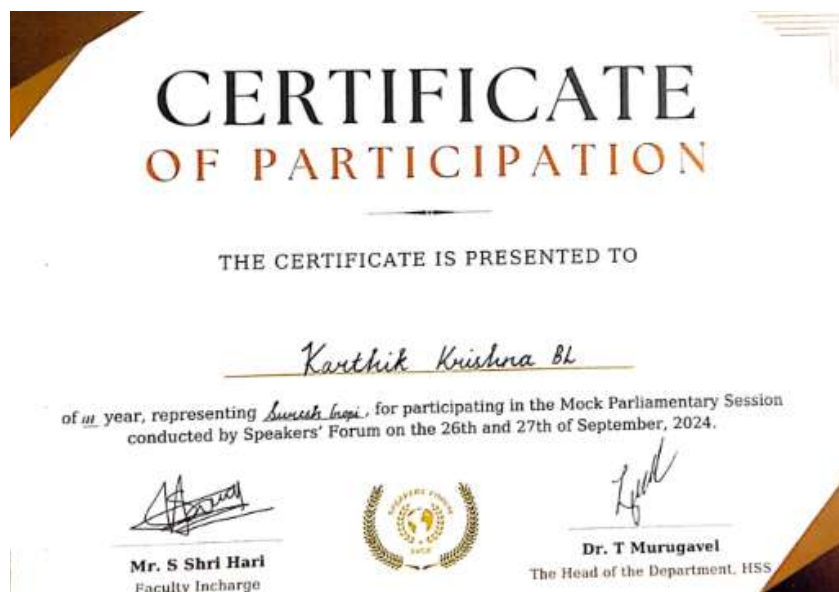 CERTIFICATE
OF PARTICIPATION
THE CERTIFICATE IS PRESENTED TO
Karthik Krishna BL
of III year, representing Suresh Gopi, for participating in the Mock Parliamentary Session
conducted by Speakers' Forum on the 26th and 27th of September, 2024.
SPEAKERS FORUM
Mr. S Shri Hari
Faculty Incharge
Dr. T Murugavel
The Head of the Department, HSS